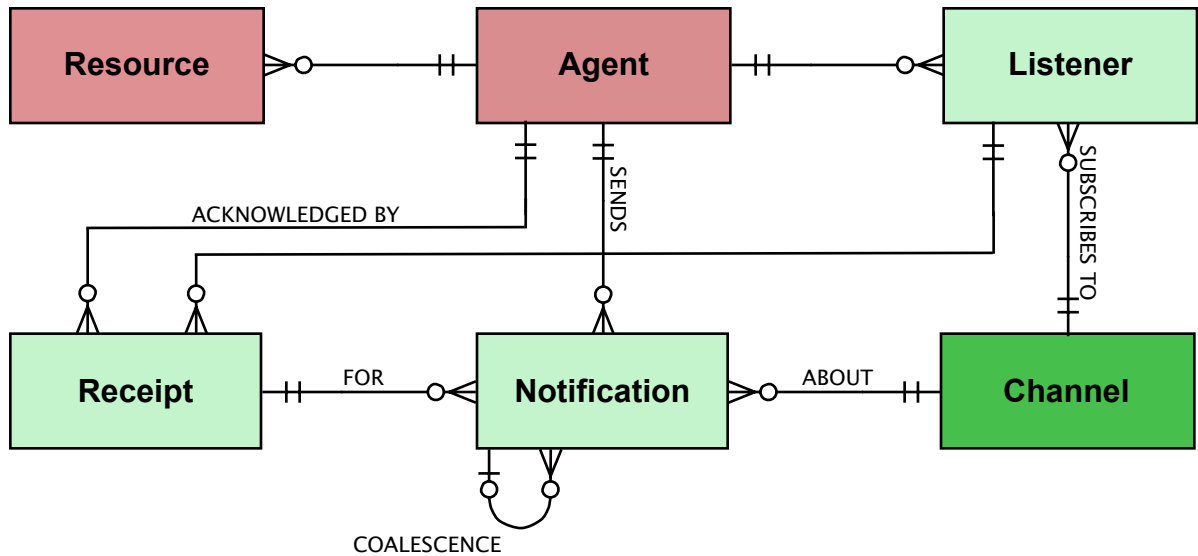 Resource
Agent
Listener
ACKNOWLEDGED BY
SENDS
SUBSCRIBES TO
Receipt
FOR
Notification
ABOUT
Channel
COALESCENCE